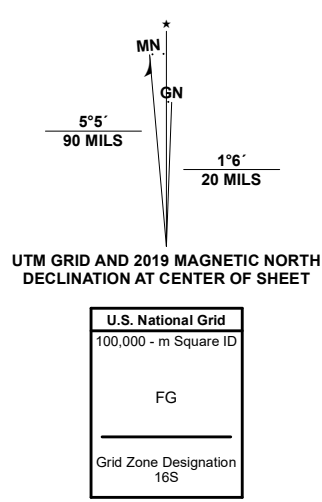 ★
MN
GN
5°5´
90 MILS
1°6´
20 MILS
UTM GRID AND 2019 MAGNETIC NORTH
DECLINATION AT CENTER OF SHEET
U.S. National Grid
100,000 - m Square ID
FG
Grid Zone Designation
16S